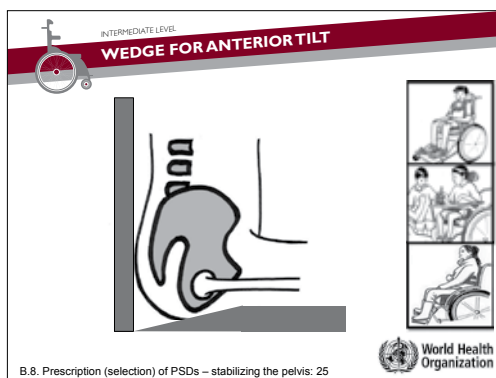 INTERMEDIATE LEVEL
WEDGE FOR ANTERIOR TILT
World Health
Organization
B.8. Prescription (selection) of PSDs – stabilizing the pelvis: 25